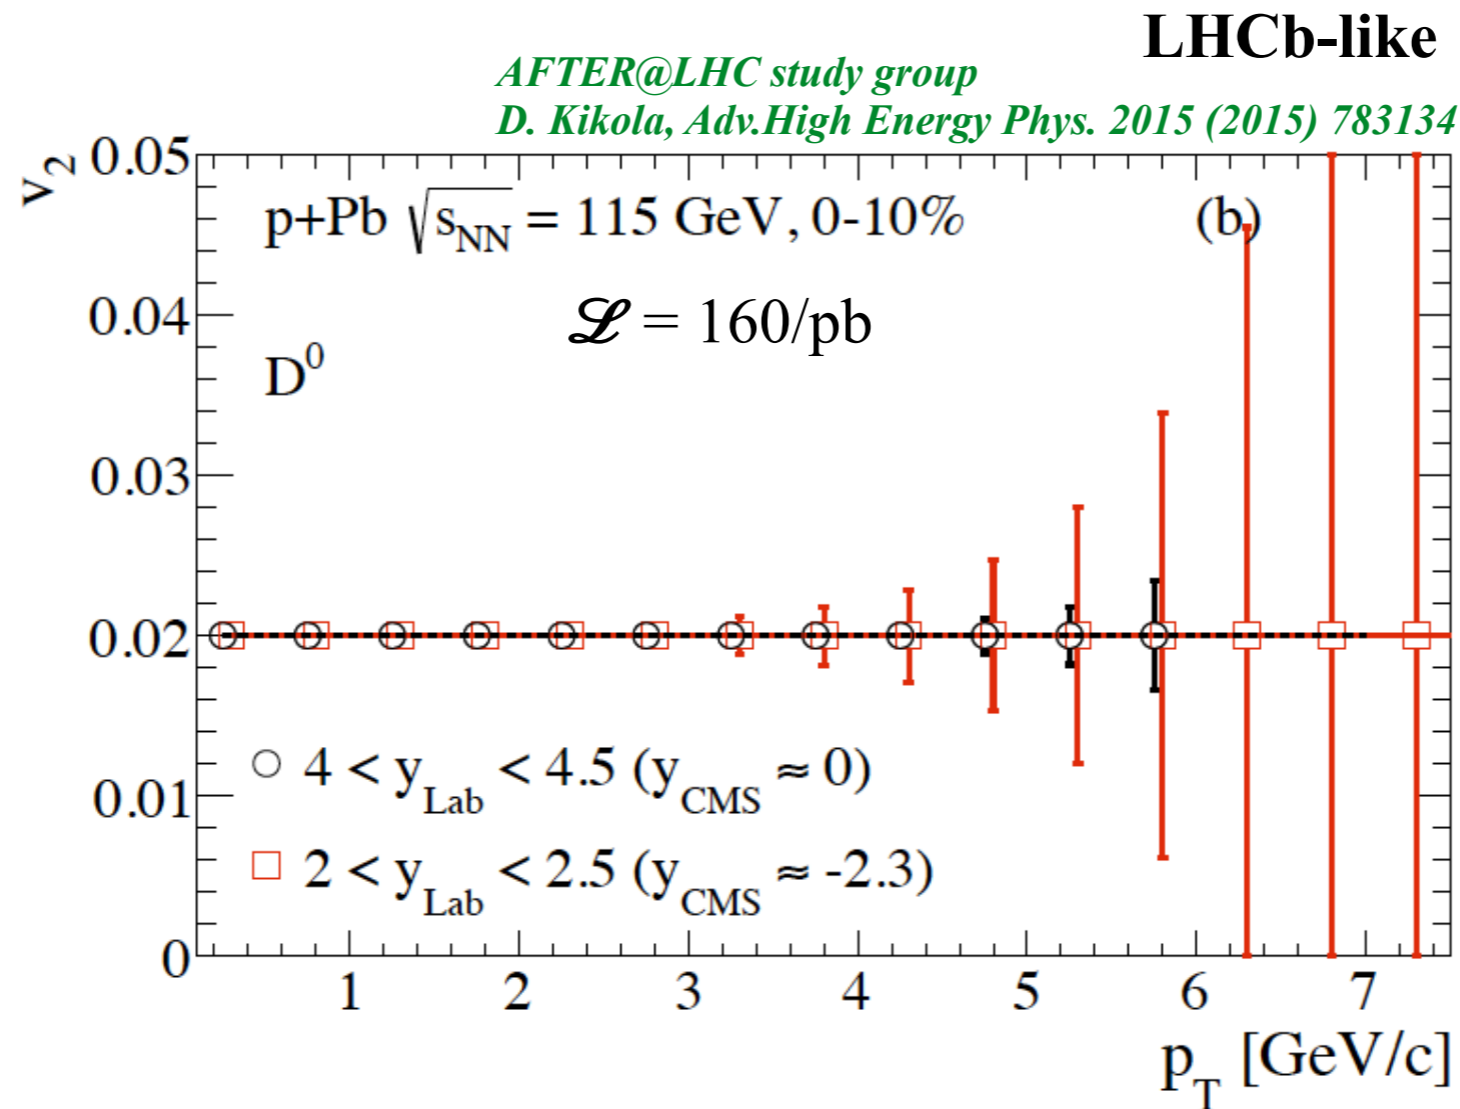 LHCb-like
AFTER@LHC study group
D. Kikola, Adv.High Energy Phys. 2015 (2015) 783134
v2
0.05
0.04
0.03
0.02
0.01
0
p+Pb √sNN = 115 GeV, 0-10%
(b)
ℒ = 160/pb
D0
4 < yLab < 4.5 (yCMS ≈ 0)
2 < yLab < 2.5 (yCMS ≈ -2.3)
1 2 3 4 5 6 7
pT [GeV/c]